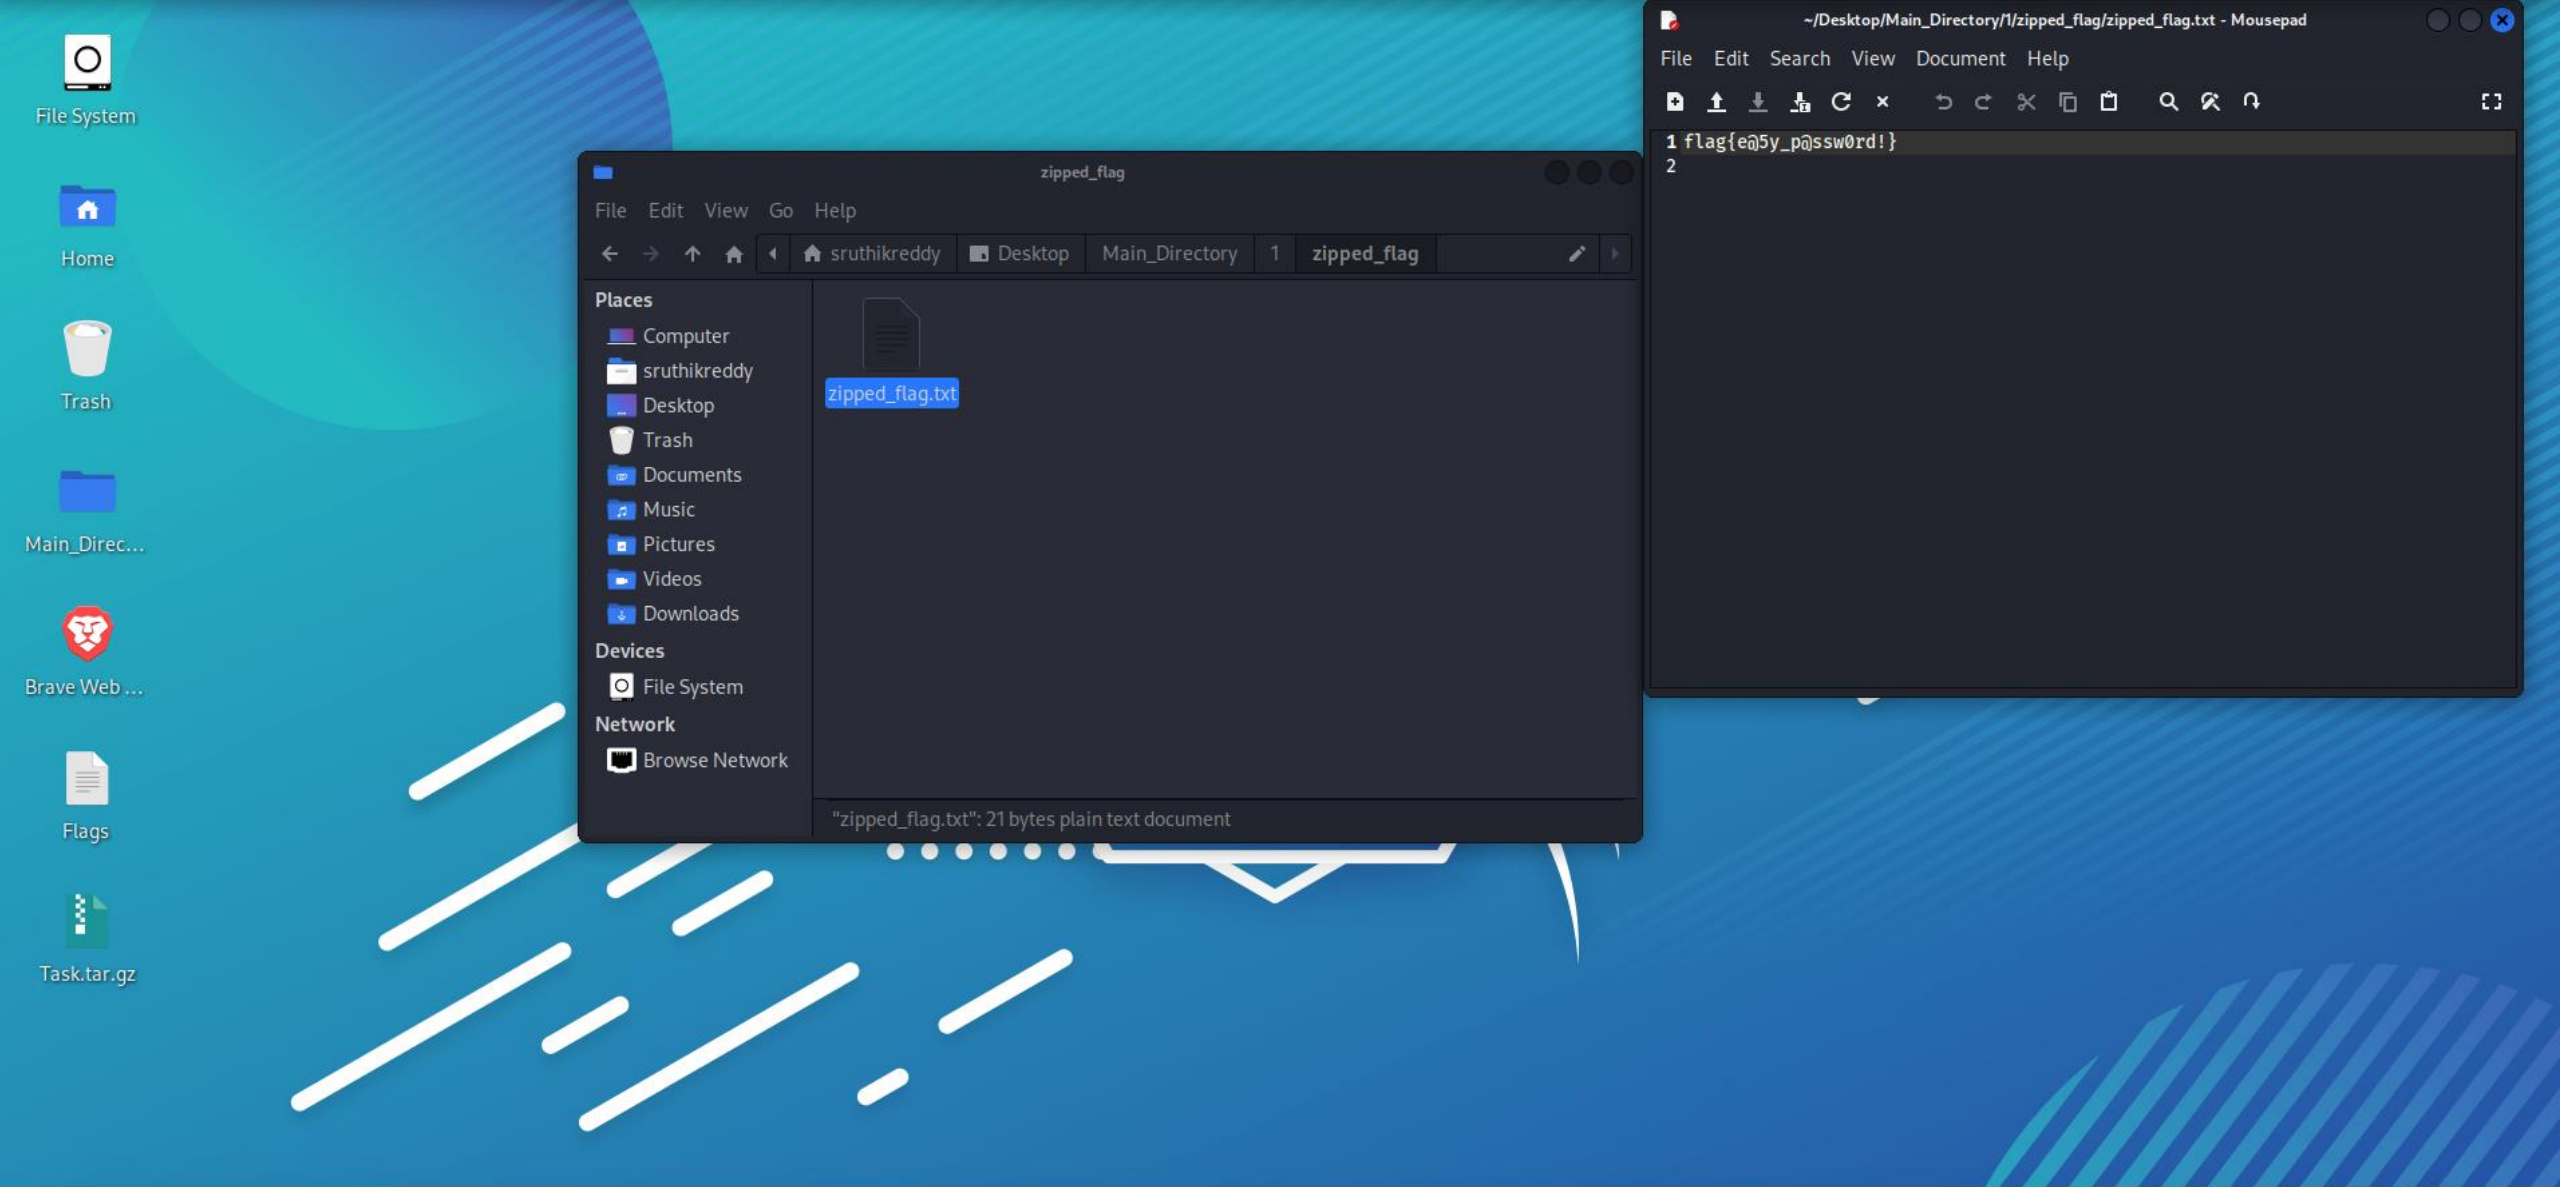 File System
Home
Trash
Main_Direc...
Brave Web ...
Flags
Task.tar.gz
zipped_flag
File Edit View Go Help
sruthikreddy Desktop Main_Directory 1 zipped_flag
Places
Computer
sruthikreddy
Desktop
Trash
Documents
Music
Pictures
Videos
Downloads
Devices
File System
Network
Browse Network
zipped_flag.txt
"zipped_flag.txt": 21 bytes plain text document
~/Desktop/Main_Directory/1/zipped_flag/zipped_flag.txt - Mousepad
File Edit Search View Document Help
1 flag{e@5y_p@ssw0rd!}
2